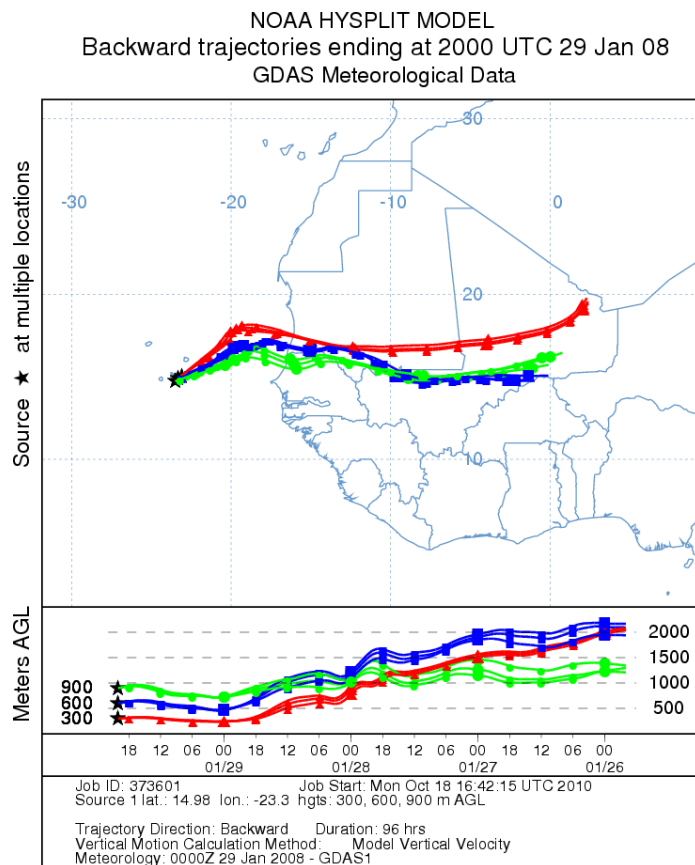 NOAA HYSPLIT MODEL
Backward trajectories ending at 2000 UTC 29 Jan 08
GDAS Meteorological Data
Source ★ at multiple locations
30
-30 -20 -10 0
20
10
Meters AGL
2000
1500
900 1000
600 500
300
18 12 06 00 18 12 06 00 18 12 06 00 18 12 06 00
01/29 01/28 01/27 01/26
Job ID: 373601 Job Start: Mon Oct 18 16:42:15 UTC 2010
Source 1 lat.: 14.98 lon.: -23.3 hgts: 300, 600, 900 m AGL
Trajectory Direction: Backward Duration: 96 hrs
Vertical Motion Calculation Method: Model Vertical Velocity
Meteorology: 0000Z 29 Jan 2008 - GDAS1